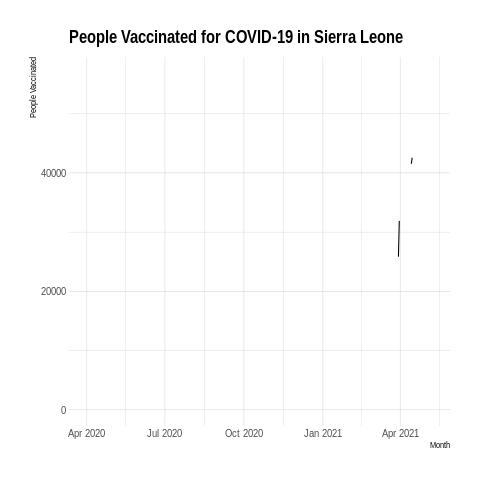 People Vaccinated for COVID-19 in Sierra Leone
People Vaccinated
40000
20000
0
Apr 2020 Jul 2020 Oct 2020 Jan 2021 Apr 2021
Month